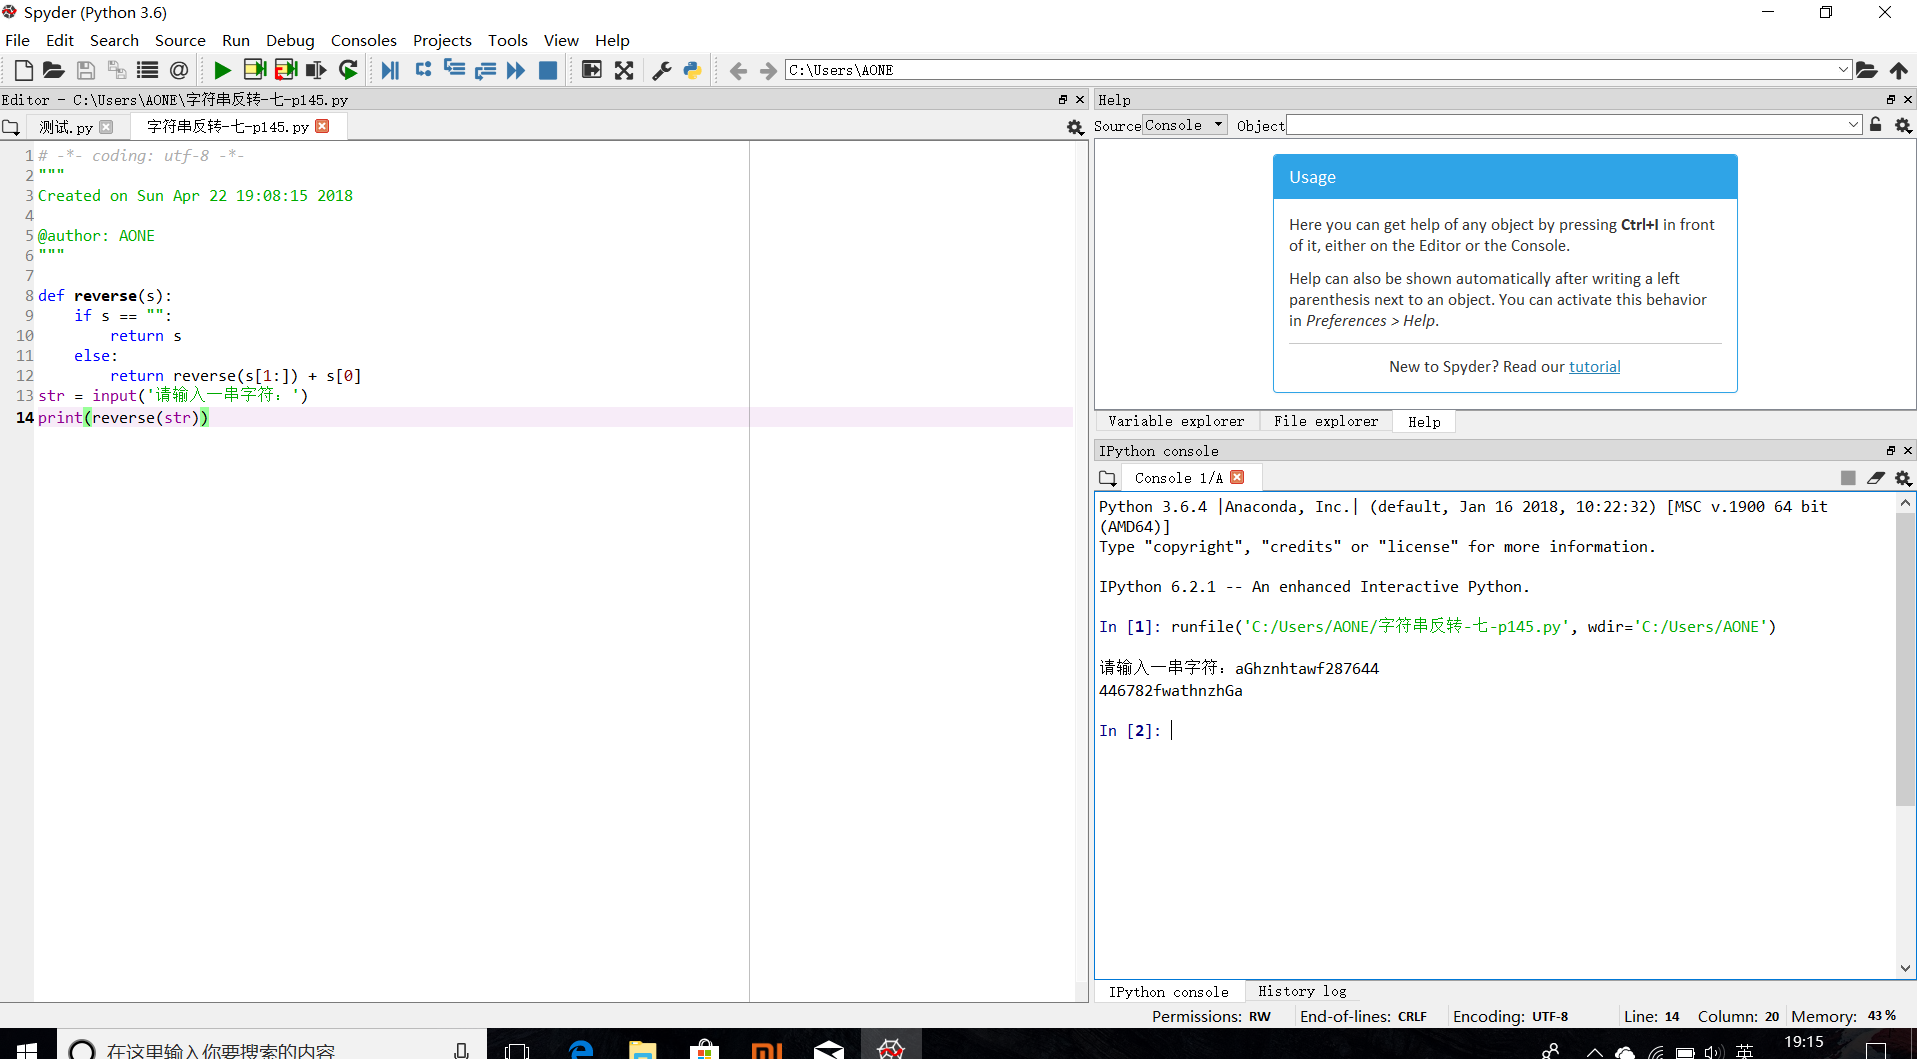 Spyder (Python 3.6)
File Edit Search Source Run Debug Consoles Projects Tools View Help
C:\Users\AONE
Editor - C:\Users\AONE\字符串反转-七-p145.py
测试.py 字符串反转-七-p145.py
1 # -*- coding: utf-8 -*-
2 """
3 Created on Sun Apr 22 19:08:15 2018
4
5 @author: AONE
6 """
7
8 def reverse(s):
9     if s == "":
10         return s
11     else:
12         return reverse(s[1:]) + s[0]
13 str = input('请输入一串字符：')
14 print(reverse(str))
Help
Source Console Object
Usage
Here you can get help of any object by pressing Ctrl+I in front
of it, either on the Editor or the Console.
Help can also be shown automatically after writing a left
parenthesis next to an object. You can activate this behavior
in Preferences > Help.
New to Spyder? Read our tutorial
Variable explorer File explorer Help
IPython console
Console 1/A
Python 3.6.4 |Anaconda, Inc.| (default, Jan 16 2018, 10:22:32) [MSC v.1900 64 bit
(AMD64)]
Type "copyright", "credits" or "license" for more information.
IPython 6.2.1 -- An enhanced Interactive Python.
In [1]: runfile('C:/Users/AONE/字符串反转-七-p145.py', wdir='C:/Users/AONE')
请输入一串字符：aGhznhtawf287644
446782fwathnzhGa
In [2]:
IPython console History log
Permissions: RW End-of-lines: CRLF Encoding: UTF-8 Line: 14 Column: 20 Memory: 43 %
在这里输入你要搜索的内容
英 19:15